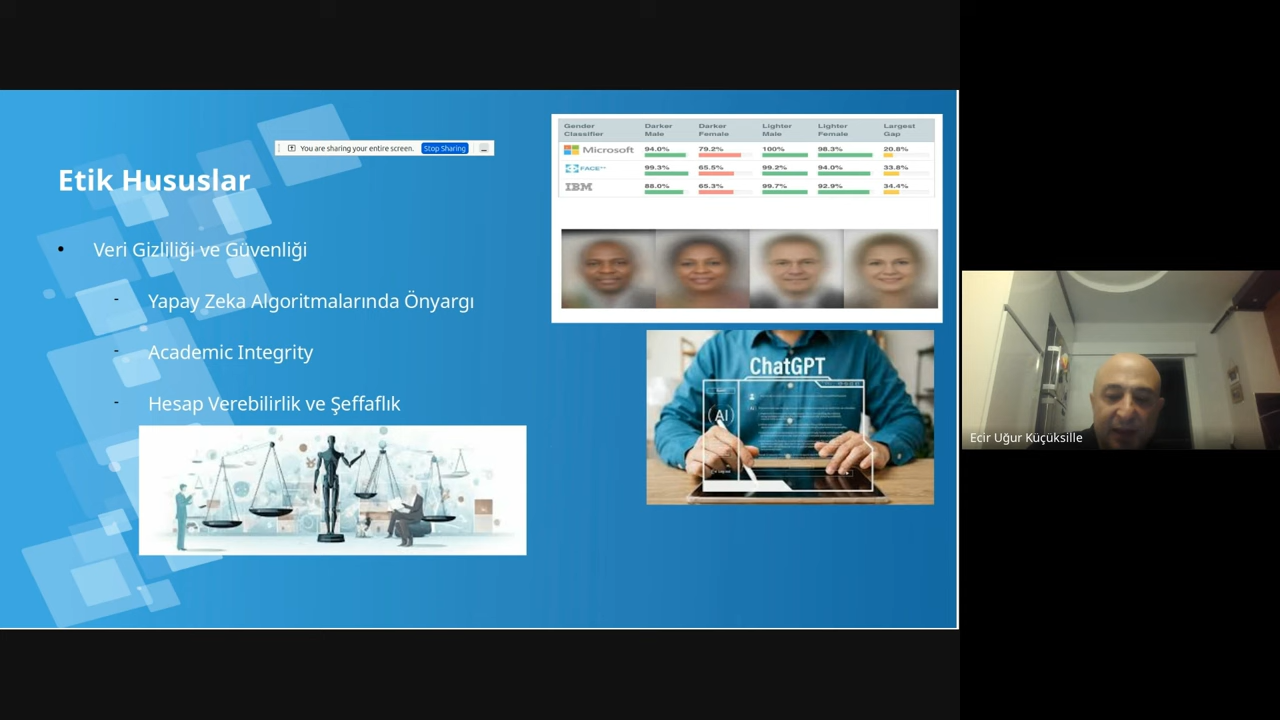 You are sharing your entire screen. Stop Sharing
Etik Hususlar
• Veri Gizliliği ve Güvenliği
- Yapay Zeka Algoritmalarında Önyargı
- Academic Integrity
- Hesap Verebilirlik ve Şeffaflık
Gender Classifier Darker Male Darker Female Lighter Male Lighter Female Largest Gap
Microsoft 94.0% 79.2% 100% 98.3% 20.8%
FACE++ 99.3% 65.5% 99.2% 94.0% 33.8%
IBM 88.0% 65.3% 99.7% 92.9% 34.4%
ChatGPT
AI
Ecir Uğur Küçüksille